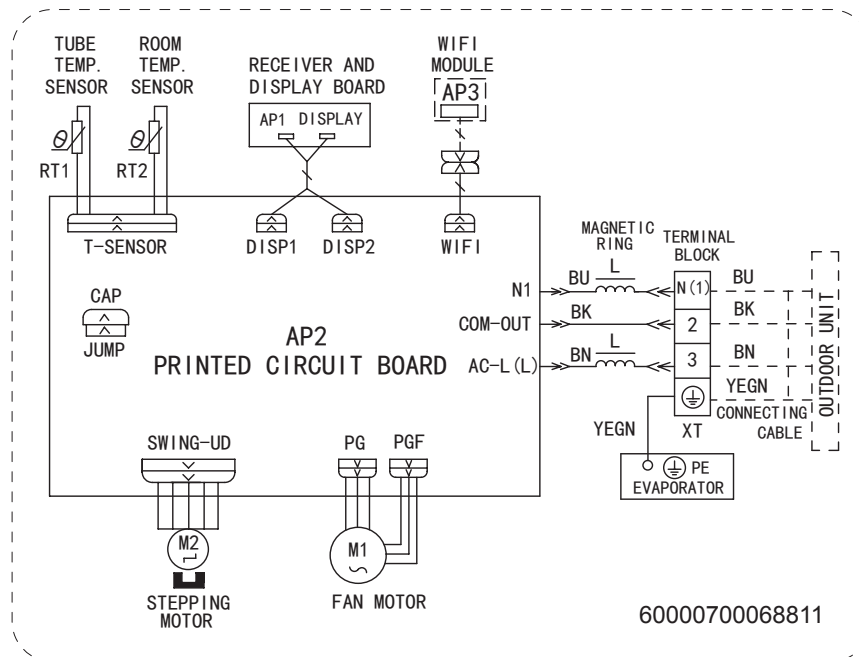 TUBE
TEMP.
SENSOR
ROOM
TEMP.
SENSOR
RECEIVER AND
DISPLAY BOARD
WIFI
MODULE
AP3
AP1 DISPLAY
θ
RT1
θ
RT2
T-SENSOR
DISP1
DISP2
WIFI
MAGNETIC
RING
TERMINAL
BLOCK
CAP
JUMP
AP2
PRINTED CIRCUIT BOARD
N1
BU
L
N(1)
BU
COM-OUT
BK
2
BK
AC-L(L)
BN
L
3
BN
YEGN
YEGN
XT
CONNECTING
CABLE
OUTDOOR UNIT
PE
EVAPORATOR
SWING-UD
PG
PGF
M2
STEPPING
MOTOR
M1
FAN MOTOR
60000700068811